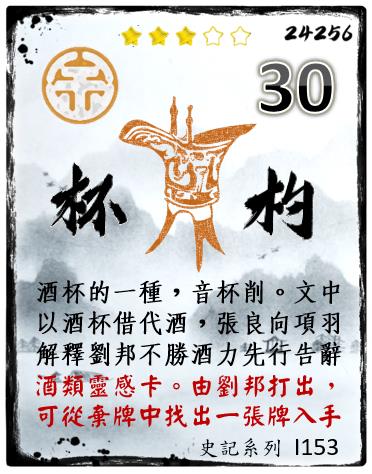 24256
30
杯杓
酒杯的一種，音杯削。文中
以酒杯借代酒，張良向項羽
解釋劉邦不勝酒力先行告辭
酒類靈感卡。由劉邦打出，
可從棄牌中找出一張牌入手
史記系列 I153